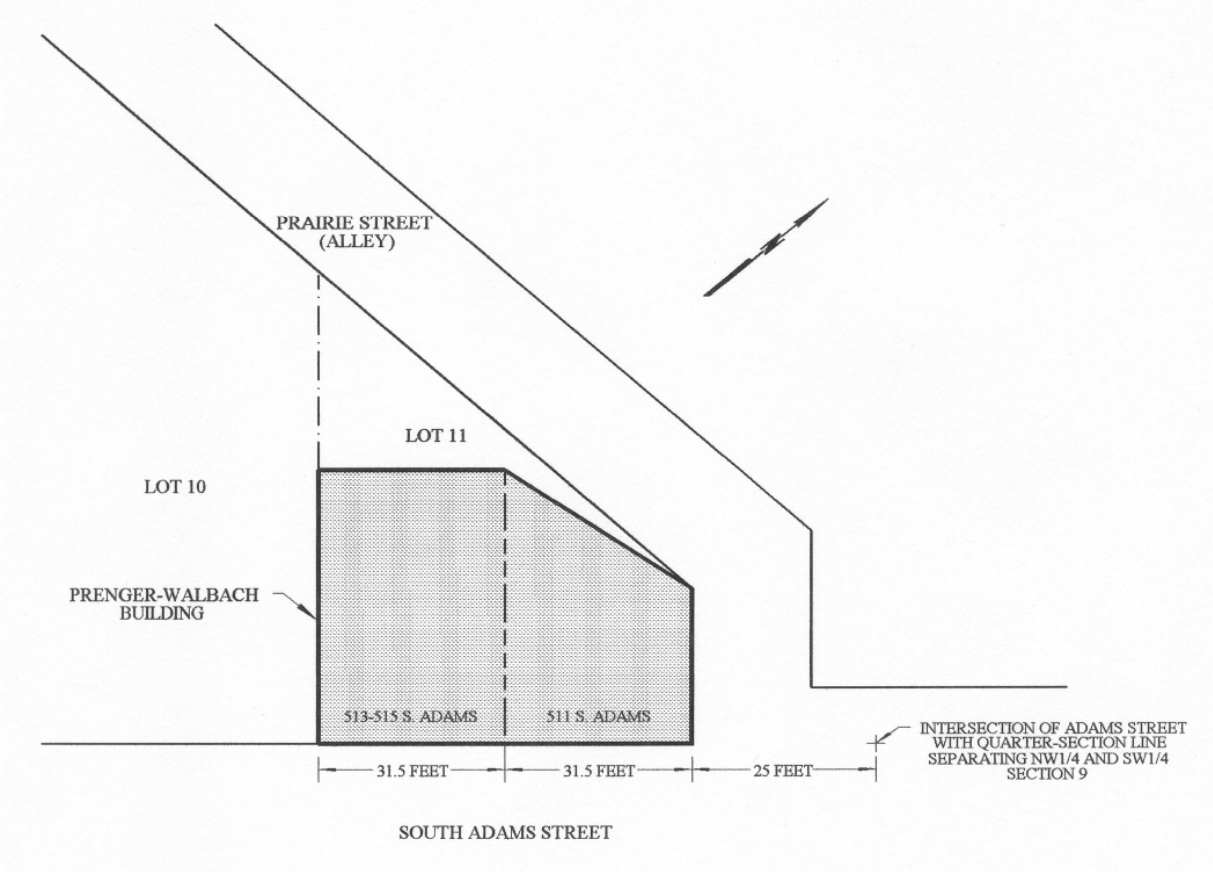 PRAIRIE STREET
(ALLEY)
N
LOT 11
LOT 10
PRENGER-WALBACH
BUILDING
513-515 S. ADAMS
511 S. ADAMS
INTERSECTION OF ADAMS STREET
WITH QUARTER-SECTION LINE
SEPARATING NW1/4 AND SW1/4
SECTION 9
31.5 FEET
31.5 FEET
25 FEET
SOUTH ADAMS STREET